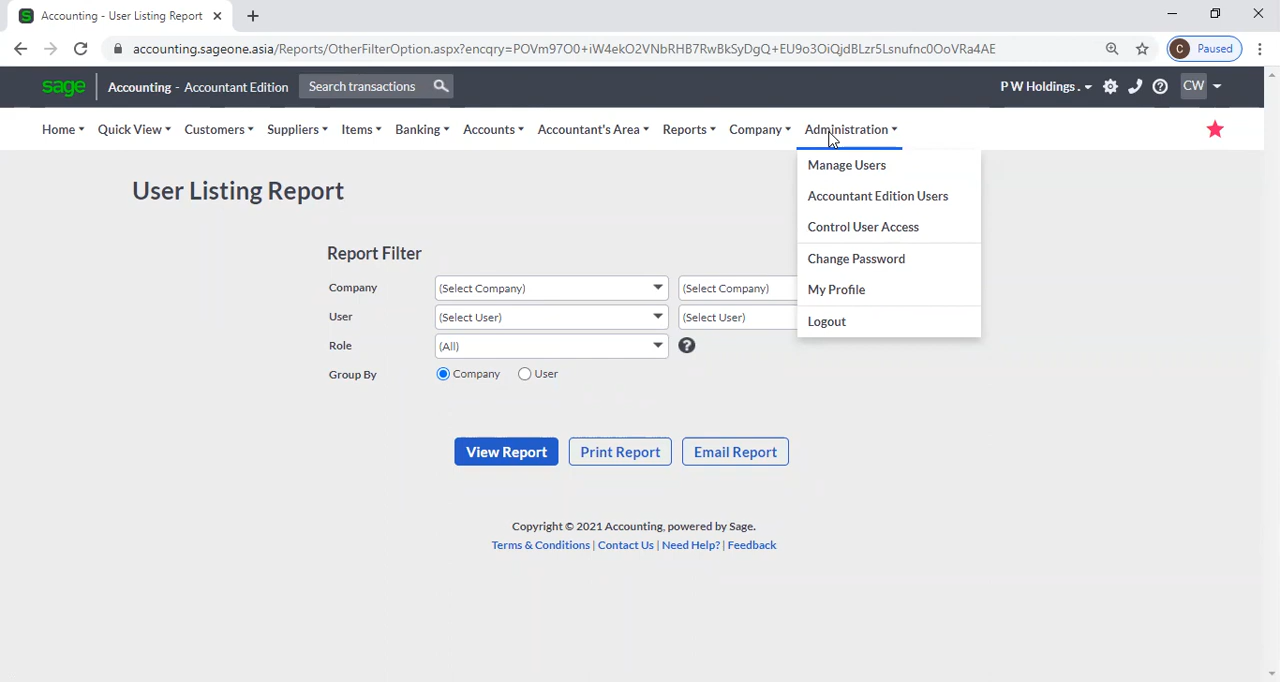 S Accounting - User Listing Report
accounting.sageone.asia/Reports/OtherFilterOption.aspx?encqry=POVm97O0+iW4ekO2VNbRHB7RwBkSyDgQ+EU9o3OiQjdBLzr5Lsnufnc0OoVRa4AE
C Paused
sage Accounting - Accountant Edition Search transactions P W Holdings . CW
Home Quick View Customers Suppliers Items Banking Accounts Accountant's Area Reports Company Administration
Manage Users
Accountant Edition Users
Control User Access
Change Password
My Profile
Logout
User Listing Report
Report Filter
Company (Select Company) (Select Company)
User (Select User) (Select User)
Role (All) ?
Group By Company User
View Report Print Report Email Report
Copyright © 2021 Accounting, powered by Sage.
Terms & Conditions | Contact Us | Need Help? | Feedback